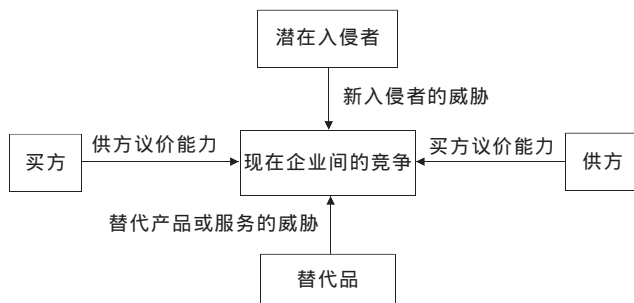 潜在入侵者
新入侵者的威胁
供方议价能力
买方议价能力
买方
现在企业间的竞争
供方
替代产品或服务的威胁
替代品